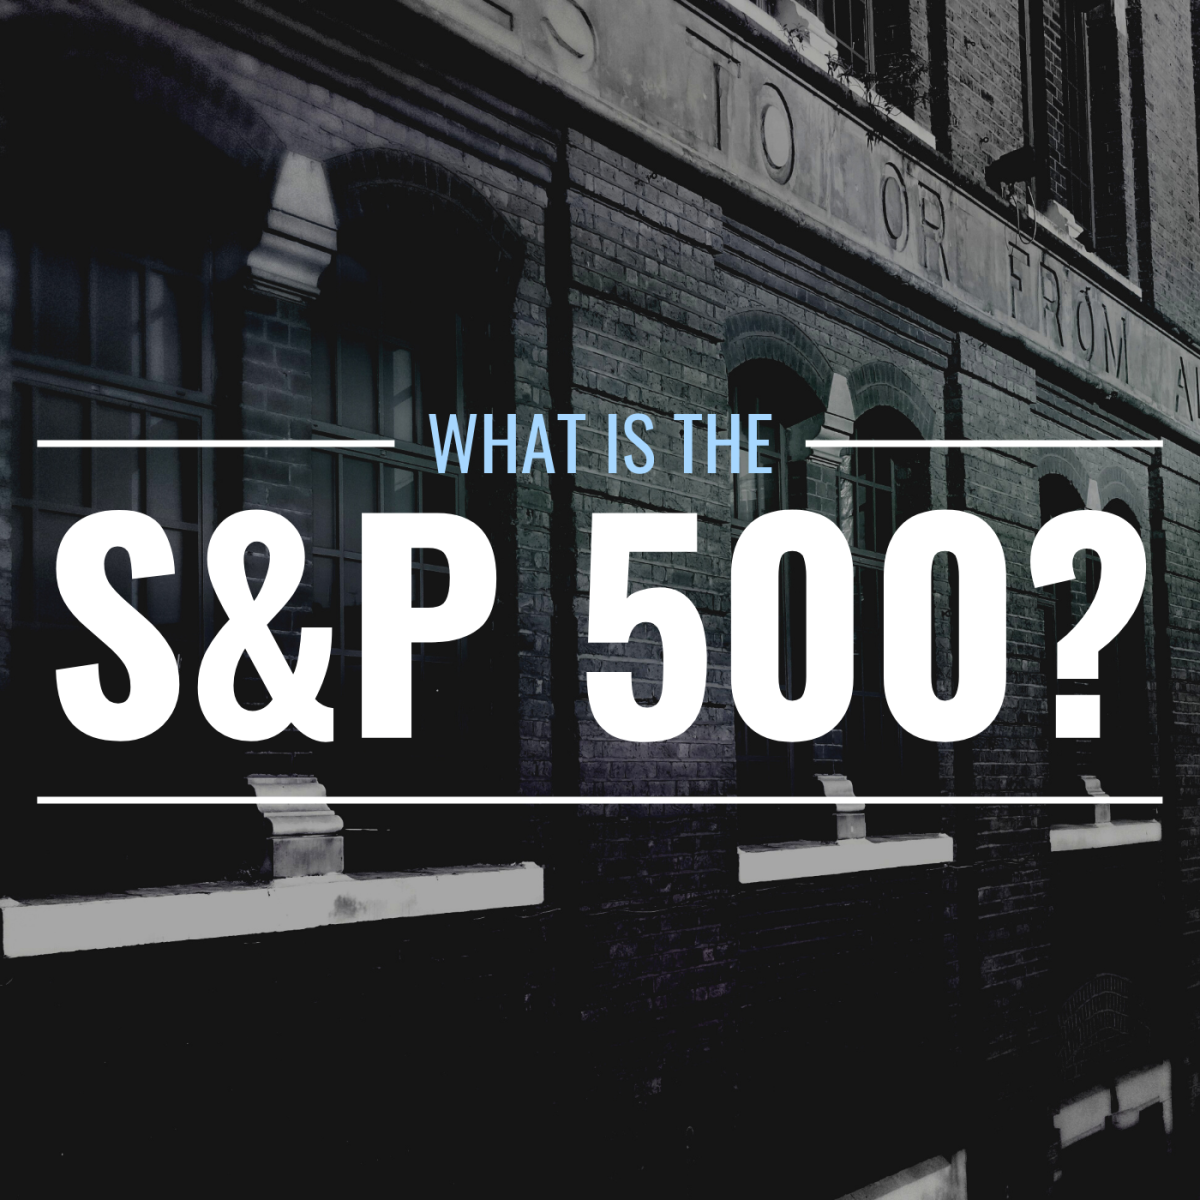 TO OR FROM
WHAT IS THE
S&P 500?